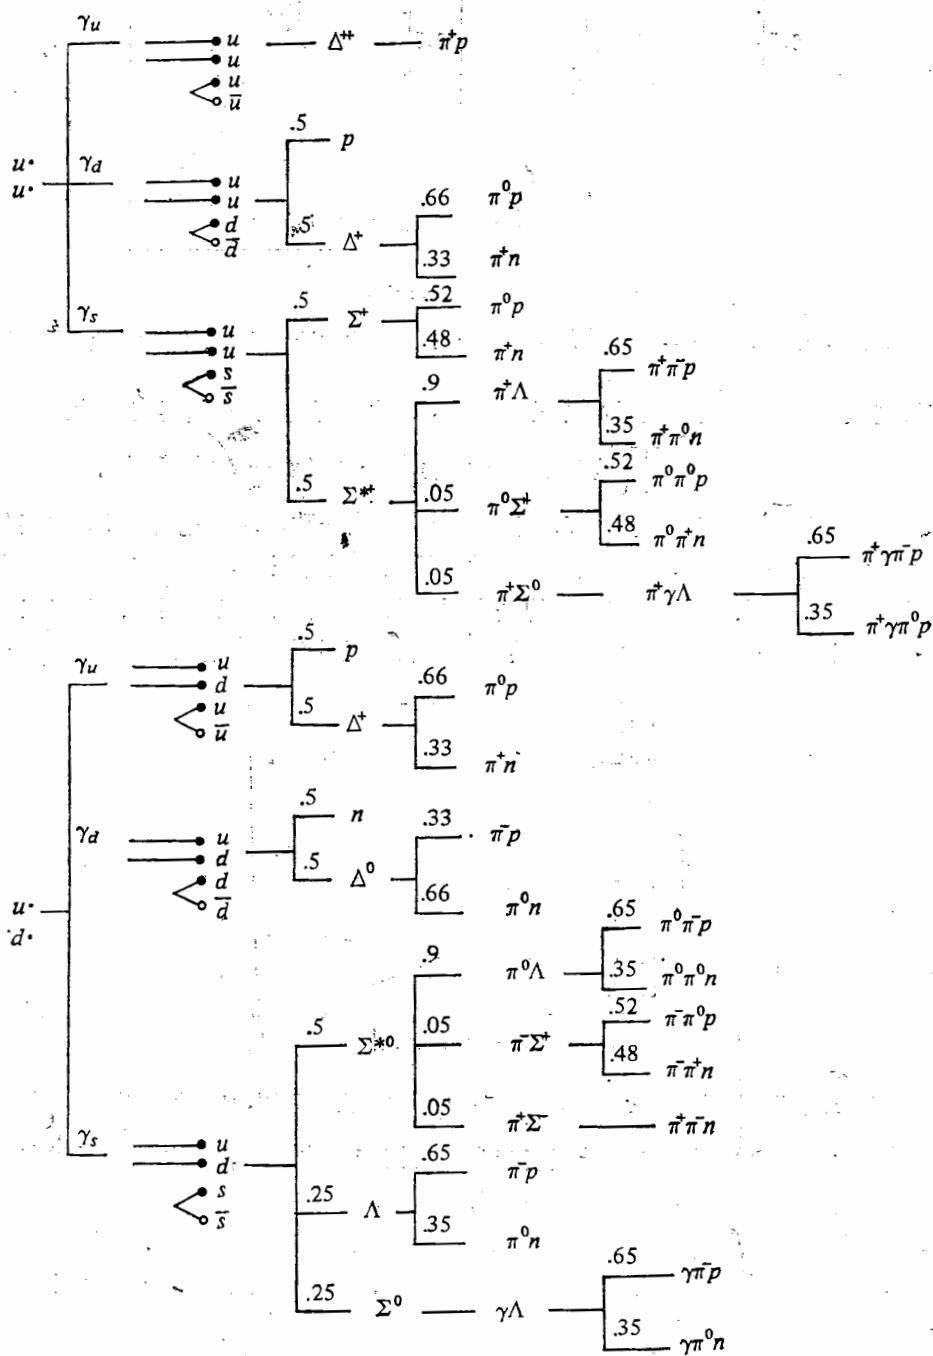 γu u Δ++ π+p
u
u
ū
.5 p
u• γd u
u• u .66 π0p
d .5 Δ+
d̄ .33 π+n
.52 π0p
γs .5 Σ+
u .48 π+n
u .65 π+π-p
s .9 π+Λ
s̄ .35 π+π0n
.52 π0π0p
.5 Σ*+ .05 π0Σ+
.48 π0π+n
.65 π+γπ-p
.05 π+Σ0 π+γΛ
.35 π+γπ0p
.5 p
γu u
d .66 π0p
u .5 Δ+
ū .33 π+n
.5 n
γd u .33 π-p
d .5 Δ0
d .66 π0n
d̄
u• .65 π0π-p
d• .9 π0Λ
.35 π0π0n
.52 π-π0p
.5 Σ*0 .05 π-Σ+
.48 π-π+n
.05 π+Σ- π+π-n
γs u
d .65 π-p
s .25 Λ
s̄ .35 π0n
.65 γπ-p
.25 Σ0 γΛ
.35 γπ0n